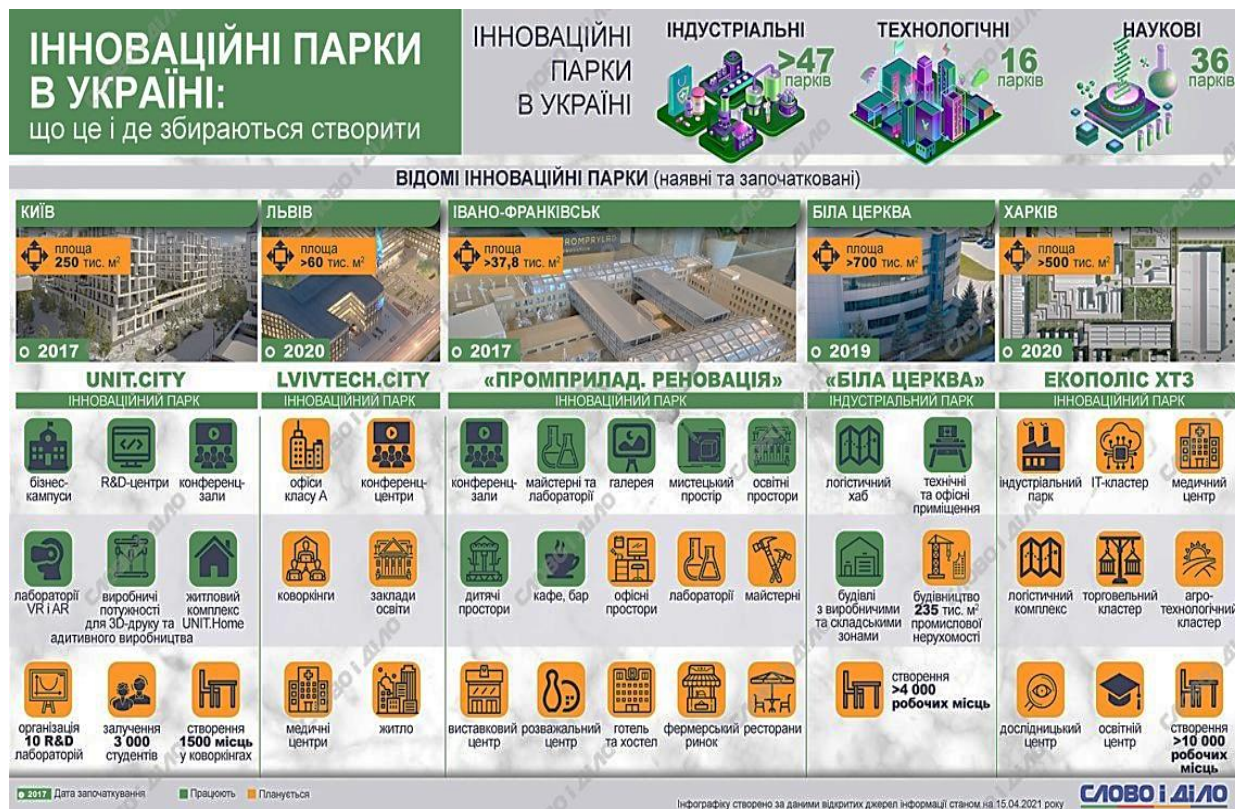 ІННОВАЦІЙНІ ПАРКИ
В УКРАЇНІ:
що це і де збираються створити
ІННОВАЦІЙНІ
ПАРКИ
В УКРАЇНІ
ІНДУСТРІАЛЬНІ
>47
парків
ТЕХНОЛОГІЧНІ
16
парків
НАУКОВІ
36
парків
ВІДОМІ ІННОВАЦІЙНІ ПАРКИ (наявні та започатковані)
КИЇВ
площа
250 тис. м²
2017
UNIT.CITY
ІННОВАЦІЙНИЙ ПАРК
бізнес-
кампуси
R&D-центри
конференц-
зали
лабораторії
VR і AR
виробничі
потужності
для 3D-друку та
адитивного виробництва
житловий
комплекс
UNIT.Home
організація
10 R&D
лабораторій
залучення
3 000
студентів
створення
1500 місць
у коворкінгах
ЛЬВІВ
площа
>60 тис. м²
2020
LVIVTECH.CITY
ІННОВАЦІЙНИЙ ПАРК
офіси
класу А
конференц-
центри
коворкінги
заклади
освіти
медичні
центри
житло
ІВАНО-ФРАНКІВСЬК
площа
>37,8 тис. м²
2017
«ПРОМПРИЛАД. РЕНОВАЦІЯ»
ІННОВАЦІЙНИЙ ПАРК
конференц-
зали
майстерні та
лабораторії
галерея
мистецький
простір
освітні
простори
дитячі
простори
кафе, бар
офісні
простори
лабораторії
майстерні
виставковий
центр
розважальний
центр
готель
та хостел
фермерський
ринок
ресторани
БІЛА ЦЕРКВА
площа
>700 тис. м²
2019
«БІЛА ЦЕРКВА»
ІНДУСТРІАЛЬНИЙ ПАРК
логістичний
хаб
технічні
та офісні
приміщення
будівлі
з виробничими
та складськими
зонами
будівництво
235 тис. м²
промислової
нерухомості
створення
>4 000
робочих місць
ХАРКІВ
площа
>500 тис. м²
2020
ЕКОПОЛІС ХТЗ
ІННОВАЦІЙНИЙ ПАРК
індустріальний
парк
ІТ-кластер
медичний
центр
логістичний
комплекс
торговельний
кластер
агро-
технологічний
кластер
дослідницький
центр
освітній
центр
створення
>10 000
робочих
місць
2017 Дата започаткування
Працюють
Планується
Інфографіку створено за даними відкритих джерел інформації станом на 15.04.2021 року
СЛОВО і ДІЛО